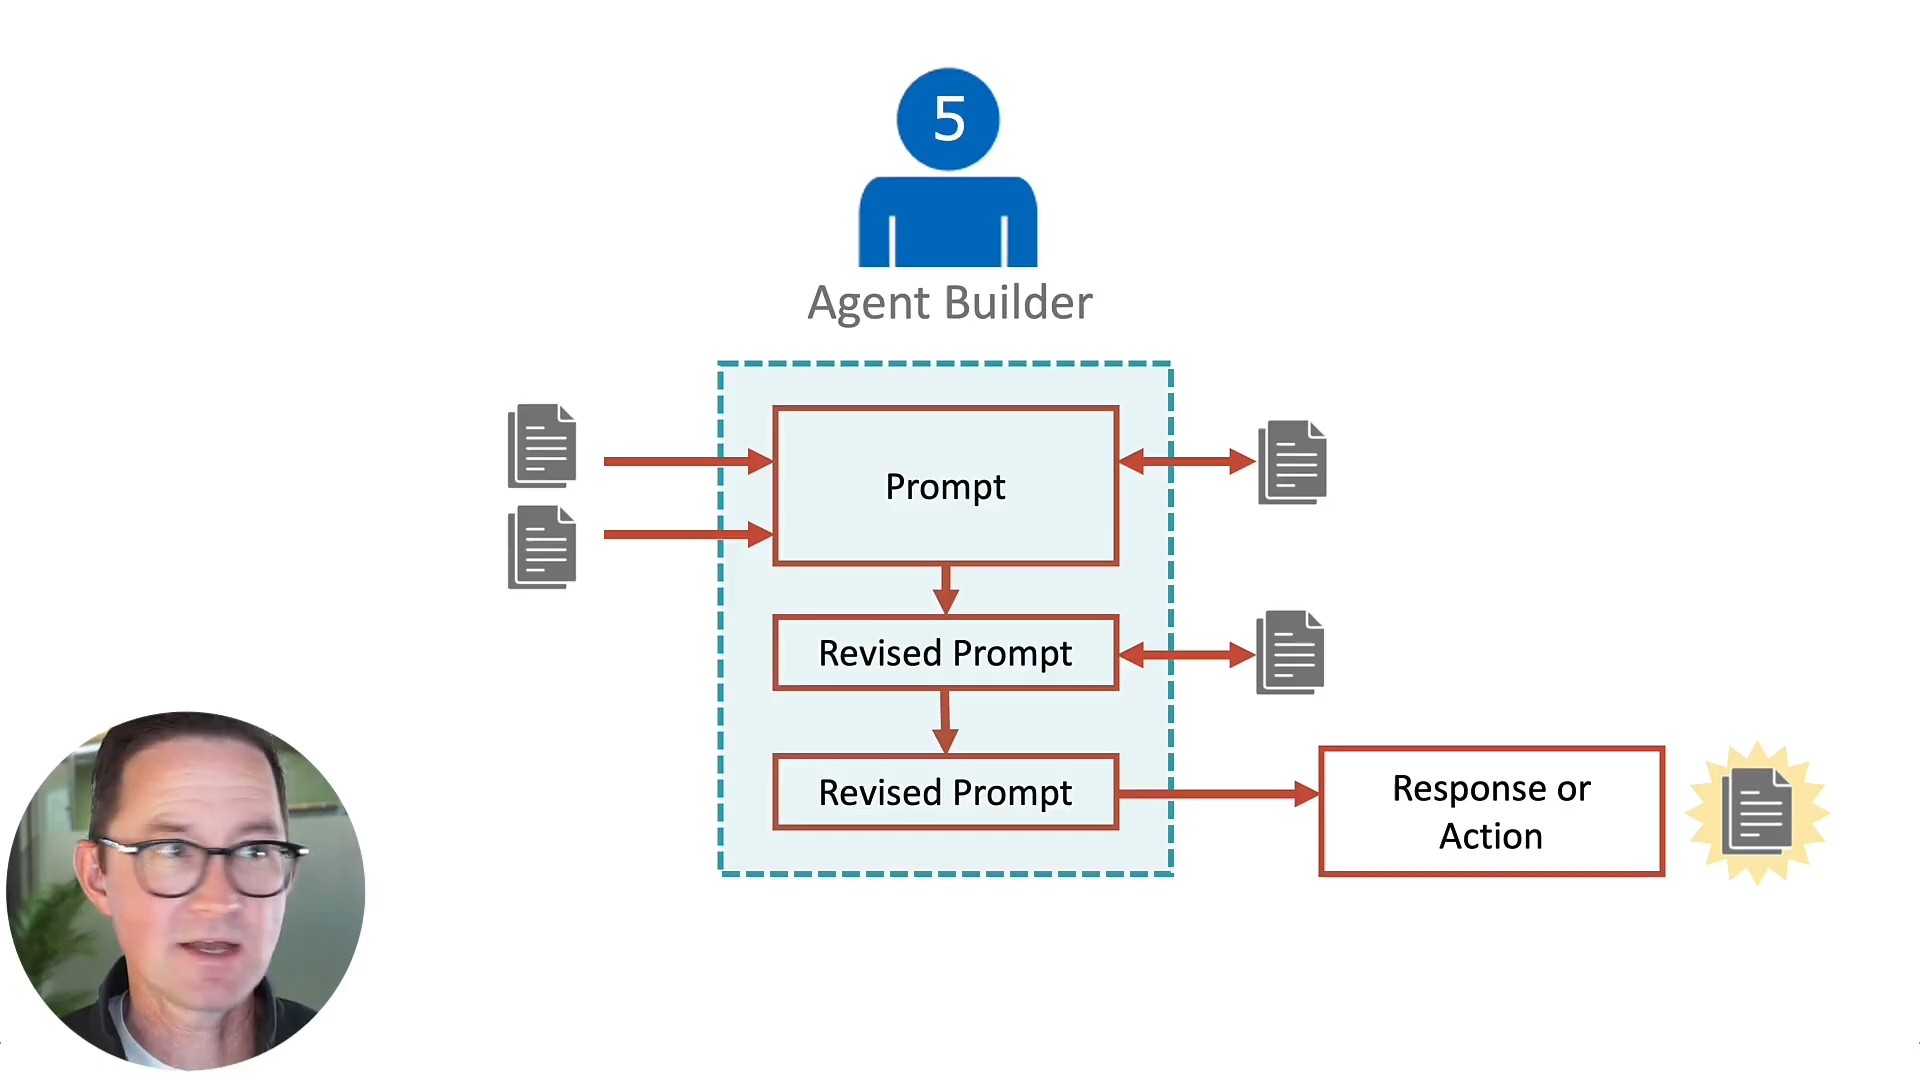 5
Agent Builder
Prompt
Revised Prompt
Revised Prompt
Response or
Action